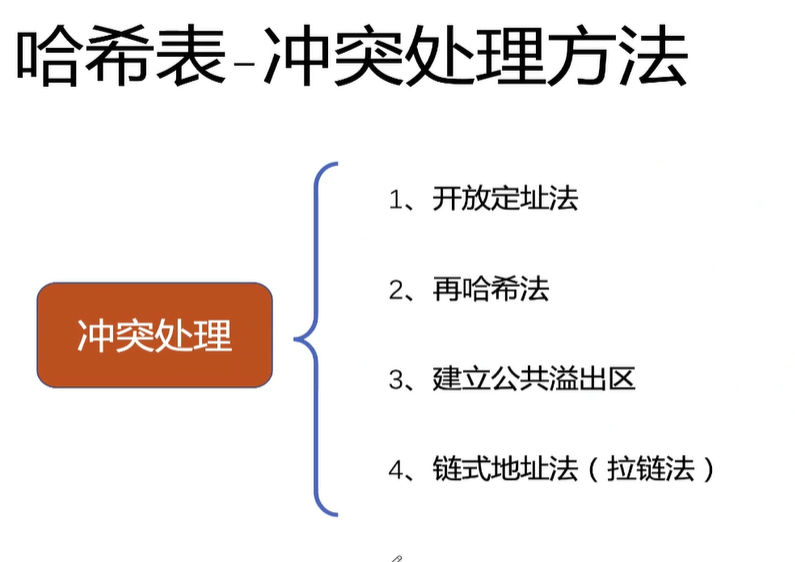 哈希表-冲突处理方法
1、开放定址法
2、再哈希法
冲突处理
3、建立公共溢出区
4、链式地址法（拉链法）